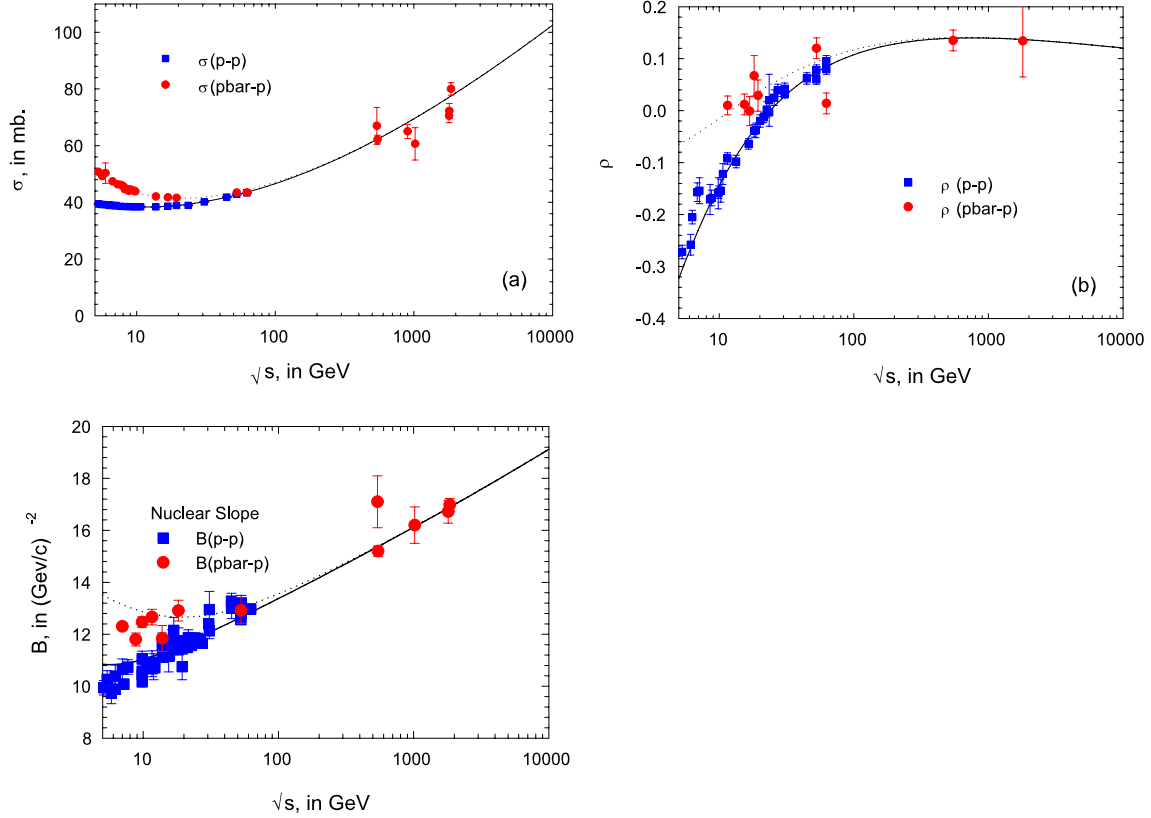 100
80
60
40
20
0
σ, in mb.
σ(p-p)
σ(pbar-p)
(a)
10 100 1000 10000
√s, in GeV
0.2
0.1
0.0
-0.1
-0.2
-0.3
-0.4
ρ
ρ (p-p)
ρ (pbar-p)
(b)
10 100 1000 10000
√s, in GeV
20
18
16
14
12
10
8
B, in (Gev/c) -2
Nuclear Slope
B(p-p)
B(pbar-p)
10 100 1000 10000
√s, in GeV